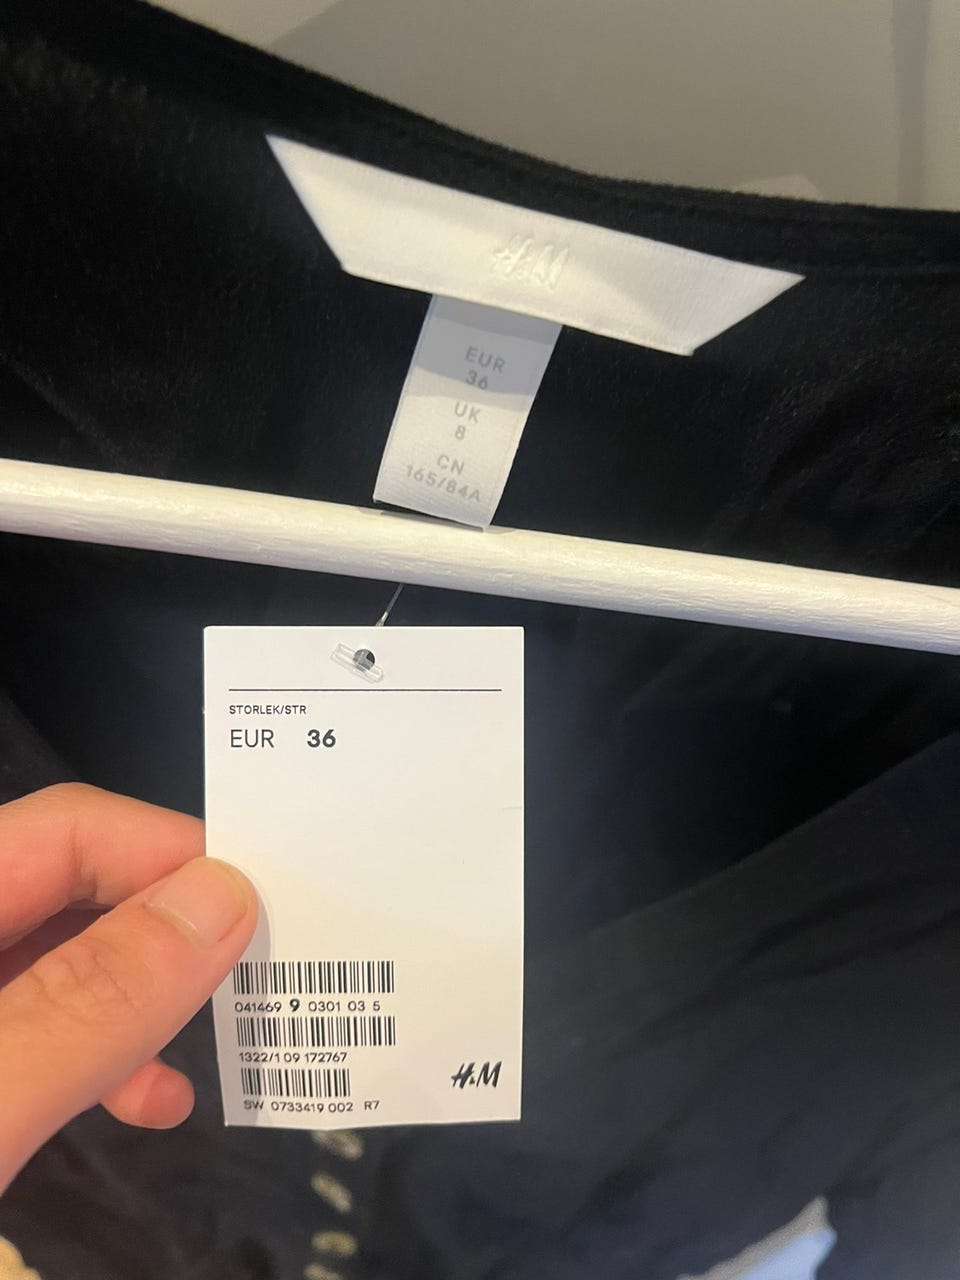 H&M
EUR
36
UK
8
CN
165/84A
STORLEK/STR
EUR 36
041469 9 0301 03 5
1322/1 09 172767
H&M
SW 0733419 002 R7